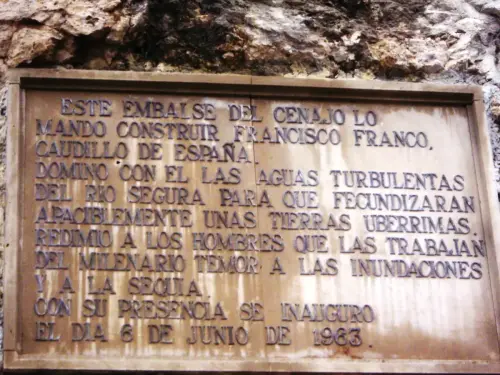 ESTE EMBALSE DEL CENAJO LO
MANDO CONSTRUIR FRANCISCO FRANCO,
CAUDILLO DE ESPAÑA.
DOMINO CON EL LAS AGUAS TURBULENTAS
DEL RIO SEGURA PARA QUE FECUNDIZARAN
APACIBLEMENTE UNAS TIERRAS UBERRIMAS.
REDIMIO A LOS HOMBRES QUE LAS TRABAJAN
DEL MILENARIO TEMOR A LAS INUNDACIONES
Y A LA SEQUIA.
CON SU PRESENCIA SE INAUGURO
EL DIA 6 DE JUNIO DE 1963.